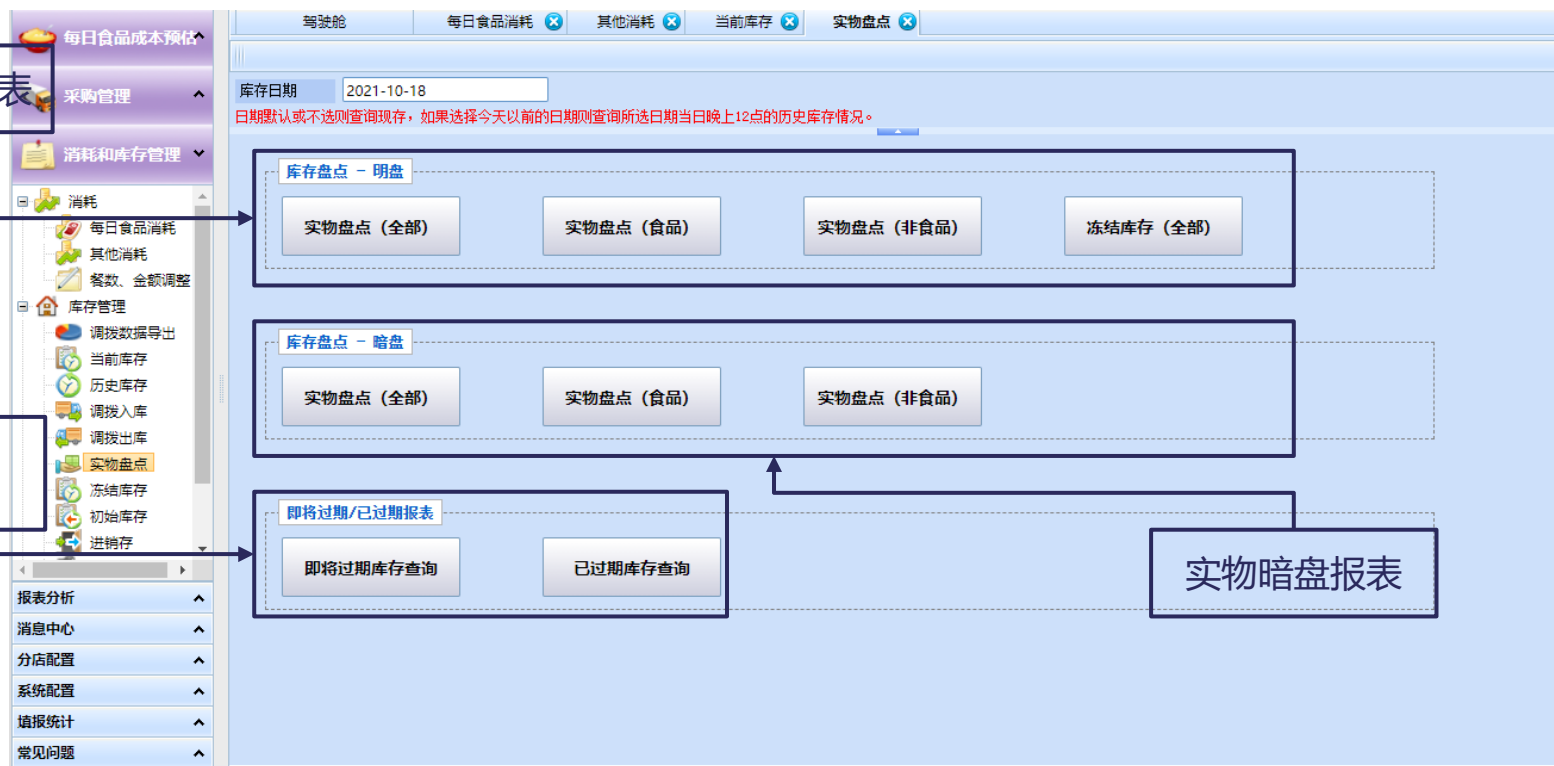 驾驶舱
每日食品消耗
其他消耗
当前库存
实物盘点
每日食品成本预估
表
采购管理
消耗和库存管理
消耗
每日食品消耗
其他消耗
餐数、金额调整
库存管理
调拨数据导出
当前库存
历史库存
调拨入库
调拨出库
实物盘点
冻结库存
初始库存
进销存
报表分析
消息中心
分店配置
系统配置
填报统计
常见问题
库存日期 2021-10-18
日期默认或不选则查询现存，如果选择今天以前的日期则查询所选日期当日晚上12点的历史库存情况。
库存盘点 - 明盘
实物盘点（全部）
实物盘点（食品）
实物盘点（非食品）
冻结库存（全部）
库存盘点 - 暗盘
实物盘点（全部）
实物盘点（食品）
实物盘点（非食品）
即将过期/已过期报表
即将过期库存查询
已过期库存查询
实物暗盘报表